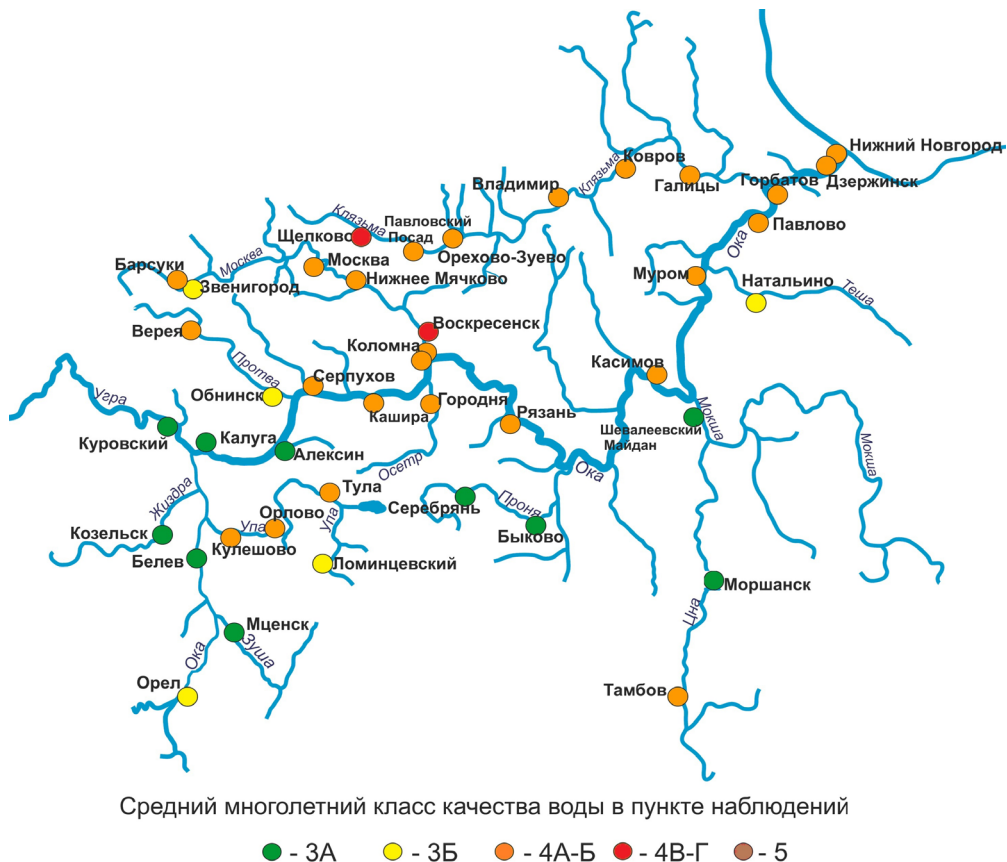 Нижний Новгород
Ковров
Клязьма
Галицы
Горбатов
Дзержинск
Владимир
Клязьма
Павловский
Посад
Щелково
Павлово
Ока
Орехово-Зуево
Москва
Барсуки
Москва
Нижнее Мячково
Муром
Натальино
Звенигород
Теша
Верея
Воскресенск
Коломна
Протва
Касимов
Серпухов
Угра
Обнинск
Городня
Кашира
Рязань
Мокша
Шевалеевский
Майдан
Куровский
Калуга
Алексин
Мокша
Осетр
Ока
Жиздра
Тула
Серебрянь
Проня
Орлово
Упа
Упа
Козельск
Кулешово
Быково
Белев
Ломинцевский
Моршанск
Цна
Мценск
Зуша
Ока
Орел
Тамбов
Средний многолетний класс качества воды в пункте наблюдений
- 3А - 3Б - 4А-Б - 4В-Г - 5